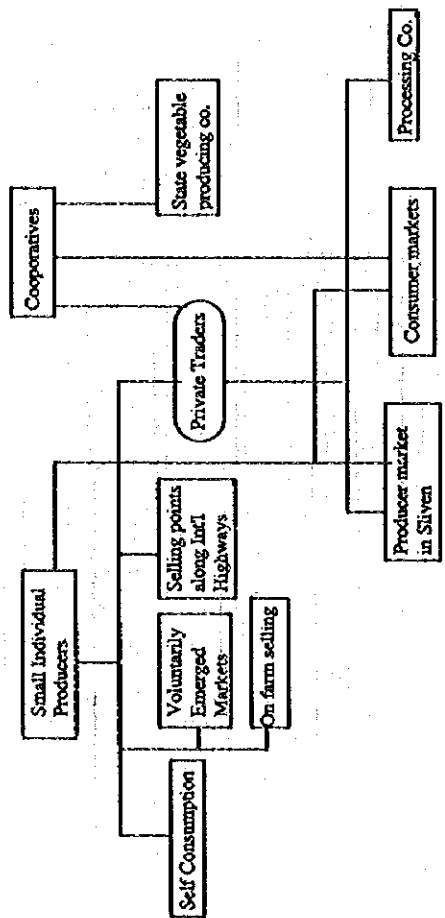 Cooporatives
Small Individual
Producers
State vegetable
producing co.
Private Traders
Selling points
along Int'l
Highways
Voluntarily
Emerged
Markets
Self Consumption
On farm selling
Processing Co.
Consumer markets
Producer market
in Sliven